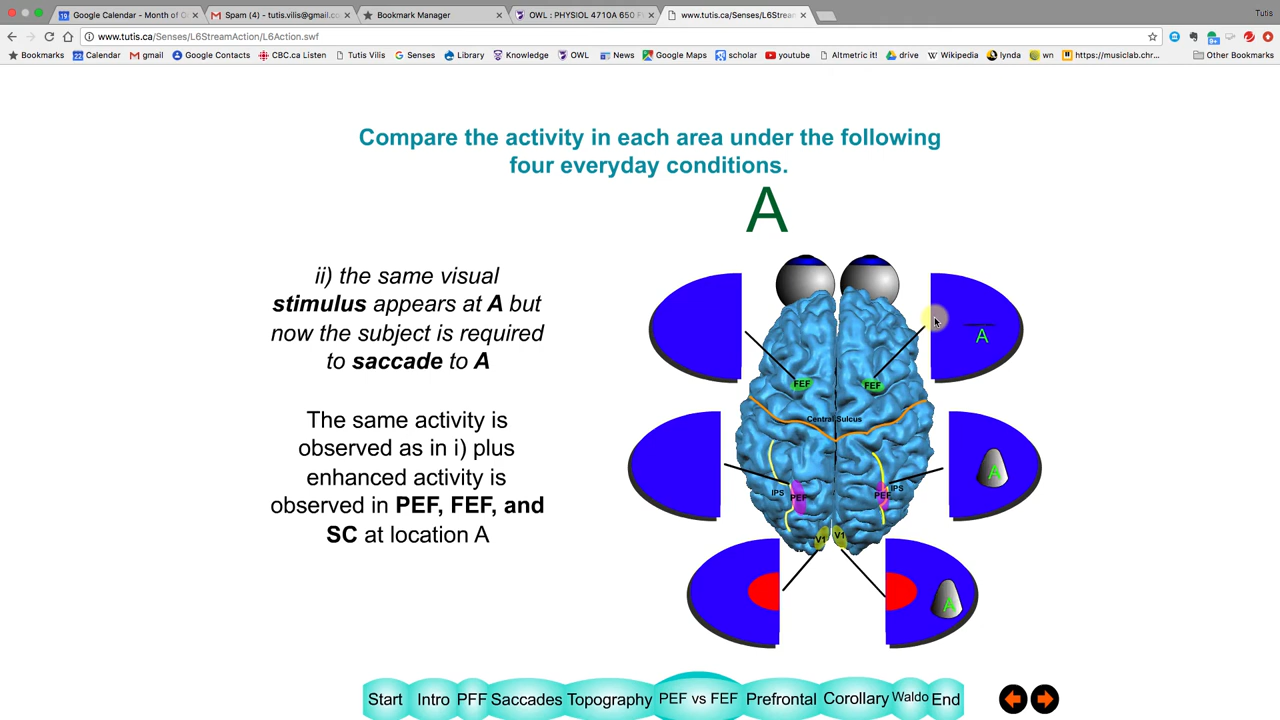 Google Calendar - Month of O
Spam (4) - tutis.vilis@gmail.co
Bookmark Manager
OWL : PHYSIOL 4710A 650 F
www.tutis.ca/Senses/L6Strea
Tutis
www.tutis.ca/Senses/L6StreamAction/L6Action.swf
Bookmarks
Calendar
gmail
Google Contacts
CBC.ca Listen
Tutis Vilis
Senses
Library
Knowledge
OWL
News
Google Maps
scholar
youtube
Altmetric it!
drive
Wikipedia
lynda
wn
https://musiclab.chr...
Other Bookmarks
Compare the activity in each area under the following
four everyday conditions.
A
ii) the same visual
stimulus appears at A but
now the subject is required
to saccade to A
The same activity is
observed as in i) plus
enhanced activity is
observed in PEF, FEF, and
SC at location A
A
FEF
FEF
Central Sulcus
A
IPS
PEF
PEF
IPS
V1
V1
A
Start
Intro
PFF
Saccades
Topography
PEF vs FEF
Prefrontal
Corollary
Waldo
End